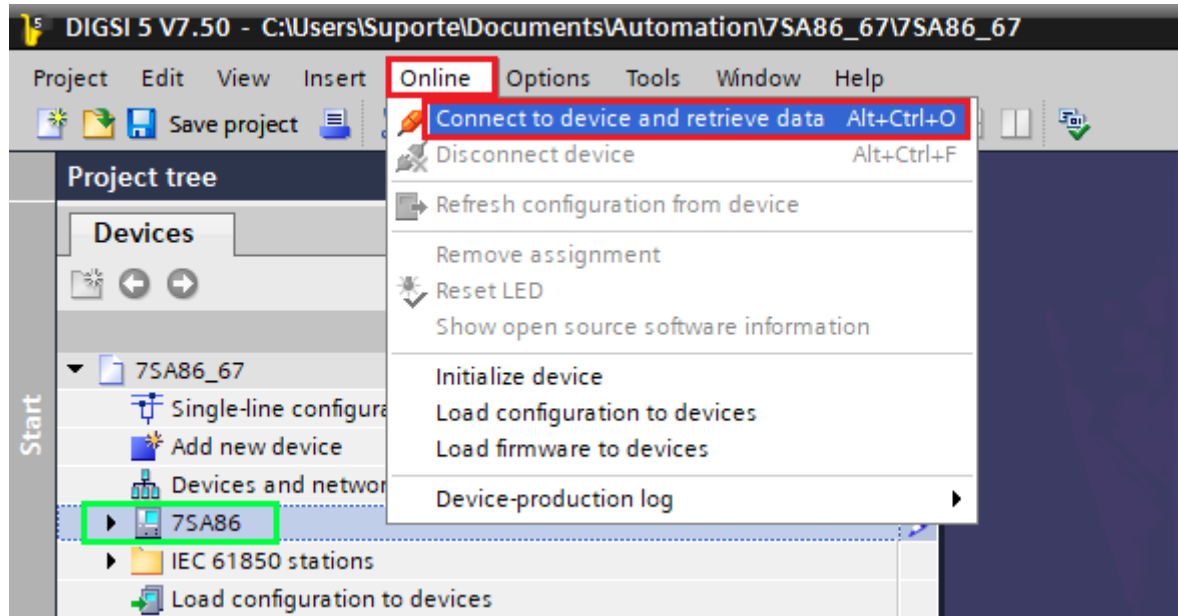 DIGSI 5 V7.50 - C:\Users\Suporte\Documents\Automation\7SA86_67\7SA86_67
Project Edit View Insert Online Options Tools Window Help
Save project
Connect to device and retrieve data Alt+Ctrl+O
Disconnect device Alt+Ctrl+F
Refresh configuration from device
Remove assignment
Reset LED
Show open source software information
Initialize device
Load configuration to devices
Load firmware to devices
Device-production log
Project tree
Devices
Start
7SA86_67
Single-line configura
Add new device
Devices and networ
7SA86
IEC 61850 stations
Load configuration to devices